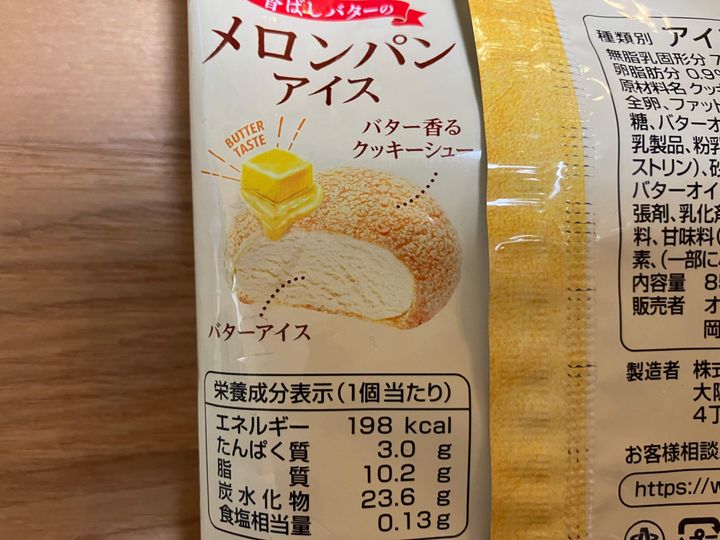 香ばしバターの
メロンパン
アイス
BUTTER
TASTE
バター香る
クッキーシュー
バターアイス
栄養成分表示(1個当たり)
エネルギー 198 kcal
たんぱく質 3.0 g
脂質 10.2 g
炭水化物 23.6 g
食塩相当量 0.13g
種類別 アイ
無脂乳固形分 7
卵脂肪分 0.9
原材料名 クッキ
全卵、ファット
糖、バターオ
乳製品、粉乳
ストリン)、砂
バターオイ
張剤、乳化剤
料、甘味料(
素、(一部に
内容量 8
販売者 オ
岡
製造者 株式
大阪
4丁
お客様相談
https://w